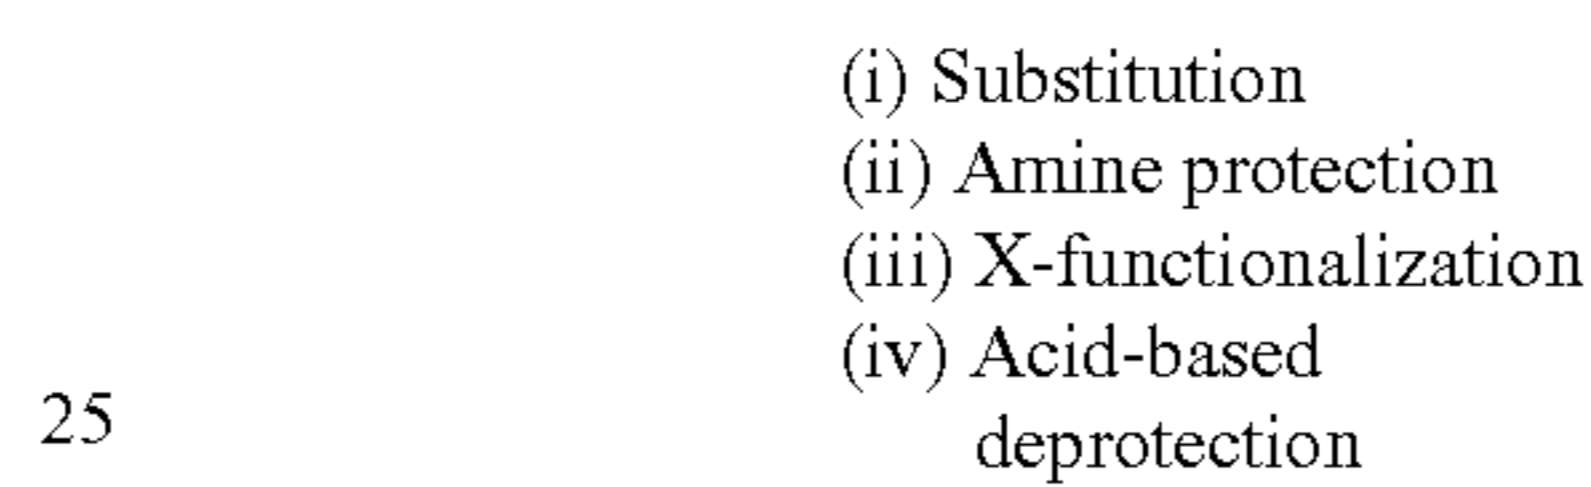 (i) Substitution
(ii) Amine protection
(iii) X-functionalization
(iv) Acid-based
deprotection
25